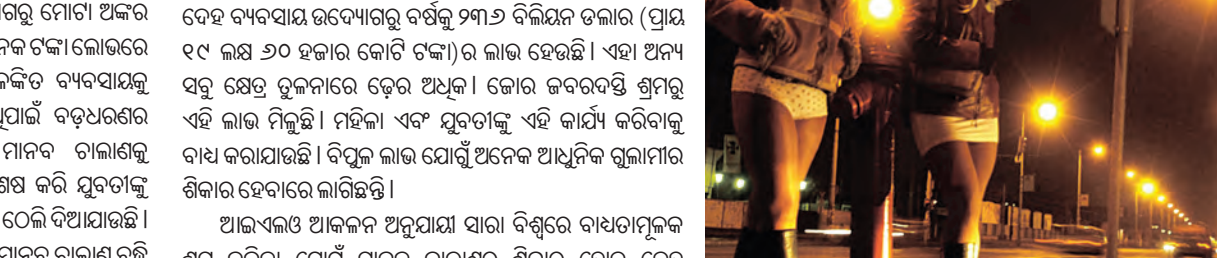 ଗରୁ ମୋଟା ଅଙ୍କର
ନକ ଟଙ୍କା ଲୋଭରେ
ଳଙ୍କିତ ବ୍ୟବସାୟକୁ
ପାଇଁ ବଡ଼ଧରଣର
ମାନବ ଚାଲାଣକୁ
ଶେଷ କରି ଯୁବତୀଙ୍କୁ
ଠେଲି ଦିଆଯାଉଛି ।
ମାନବ ଚାଲାଣ ବୃଦ୍ଧି
ଦେହ ବ୍ୟବସାୟ ଉଦ୍ୟୋଗରୁ ବର୍ଷକୁ ୨୩୬ ବିଲିୟନ ଡଲାର (ପ୍ରାୟ
୧୯ ଲକ୍ଷ ୬୦ ହଜାର କୋଟି ଟଙ୍କା)ର ଲାଭ ହେଉଛି । ଏହା ଅନ୍ୟ
ସବୁ କ୍ଷେତ୍ର ତୁଳନାରେ ଢ଼େର ଅଧିକ । ଜୋର ଜବରଦସ୍ତି ଶ୍ରମରୁ
ଏହି ଲାଭ ମିଳୁଛି । ମହିଳା ଏବଂ ଯୁବତୀଙ୍କୁ ଏହି କାର୍ଯ୍ୟ କରିବାକୁ
ବାଧ୍ୟ କରାଯାଉଛି । ବିପୁଳ ଲାଭ ଯୋଗୁଁ ଅନେକ ଆଧୁନିକ ଗୁଲାମୀର
ଶିକାର ହେବାରେ ଲାଗିଛନ୍ତି ।
ଆଇଏଲଓ ଆକଳନ ଅନୁଯାୟୀ ସାରା ବିଶ୍ୱରେ ବାଧ୍ୟତାମୂଳକ